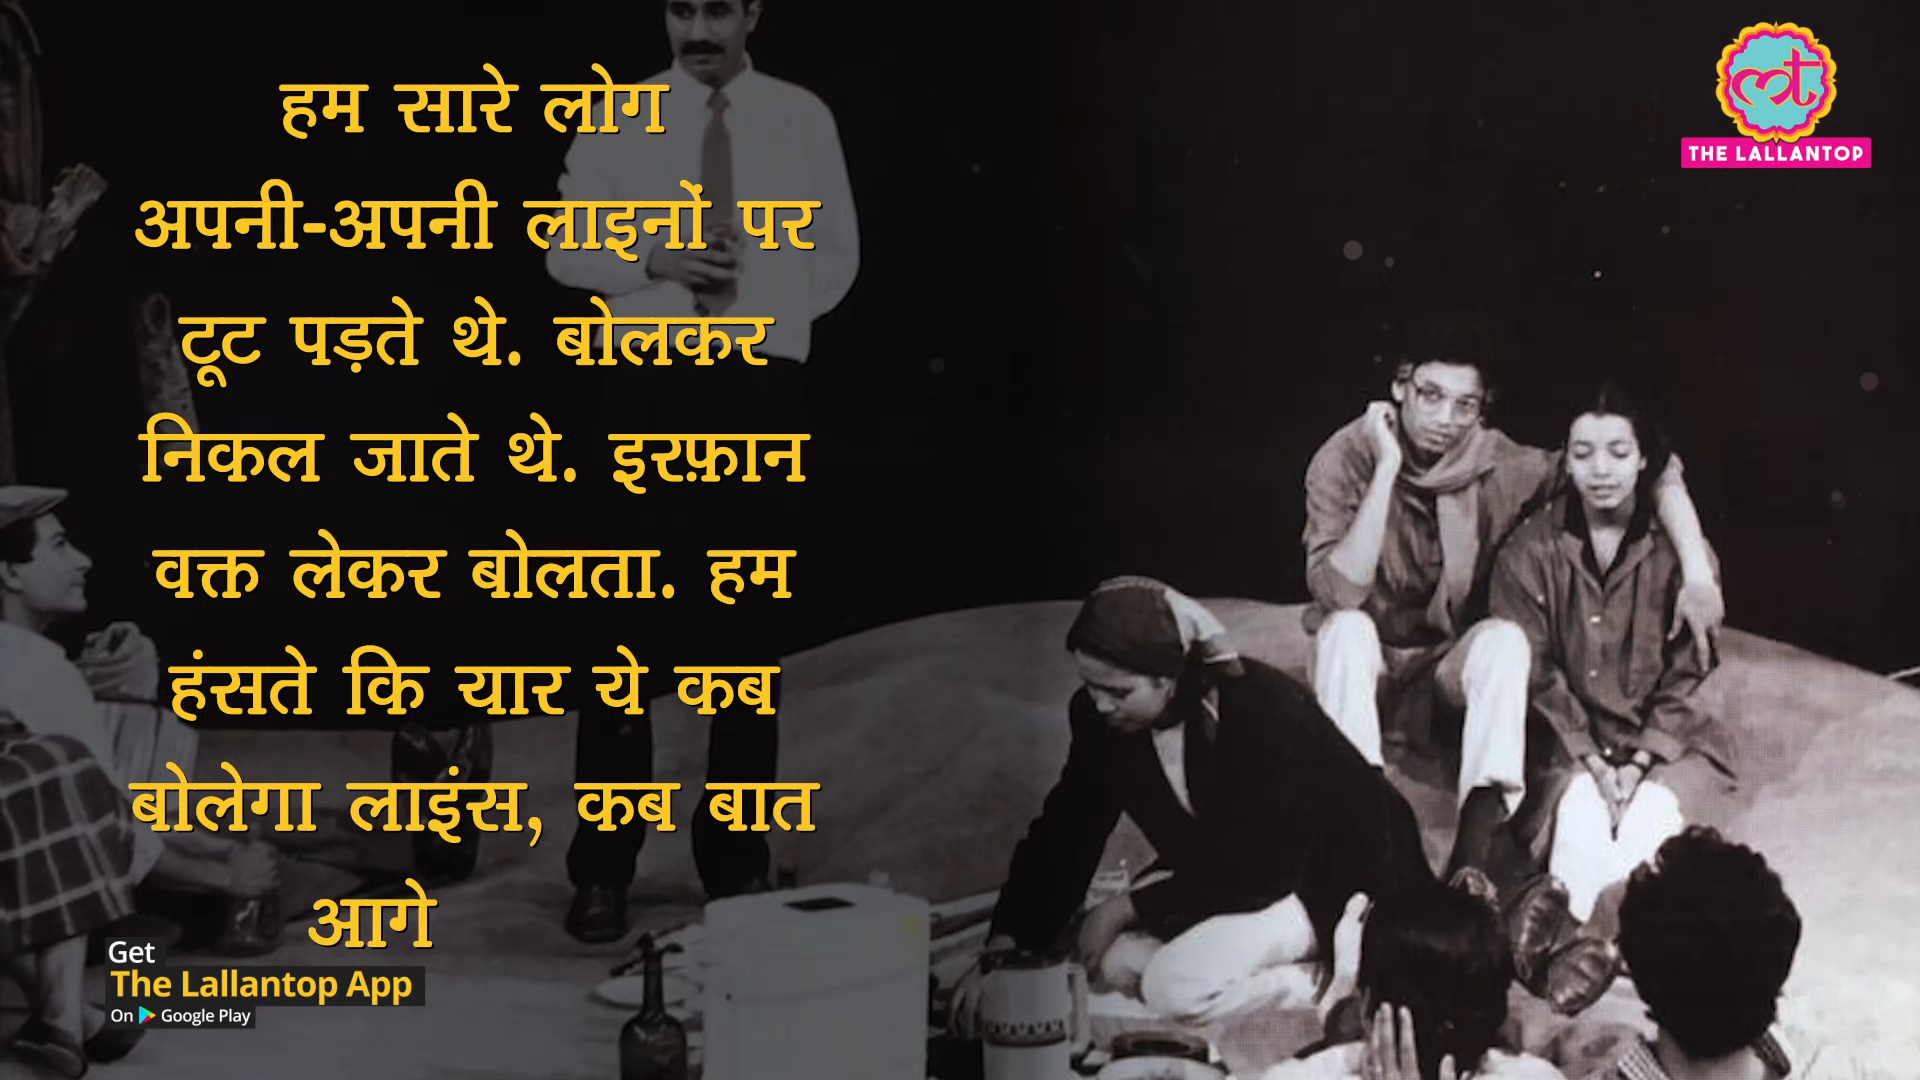 हम सारे लोग
अपनी-अपनी लाइनों पर
टूट पड़ते थे. बोलकर
निकल जाते थे. इरफ़ान
वक्त लेकर बोलता. हम
हंसते कि यार ये कब
बोलेगा लाइंस, कब बात
आगे
mt
THE LALLANTOP
Get
The Lallantop App
On Google Play